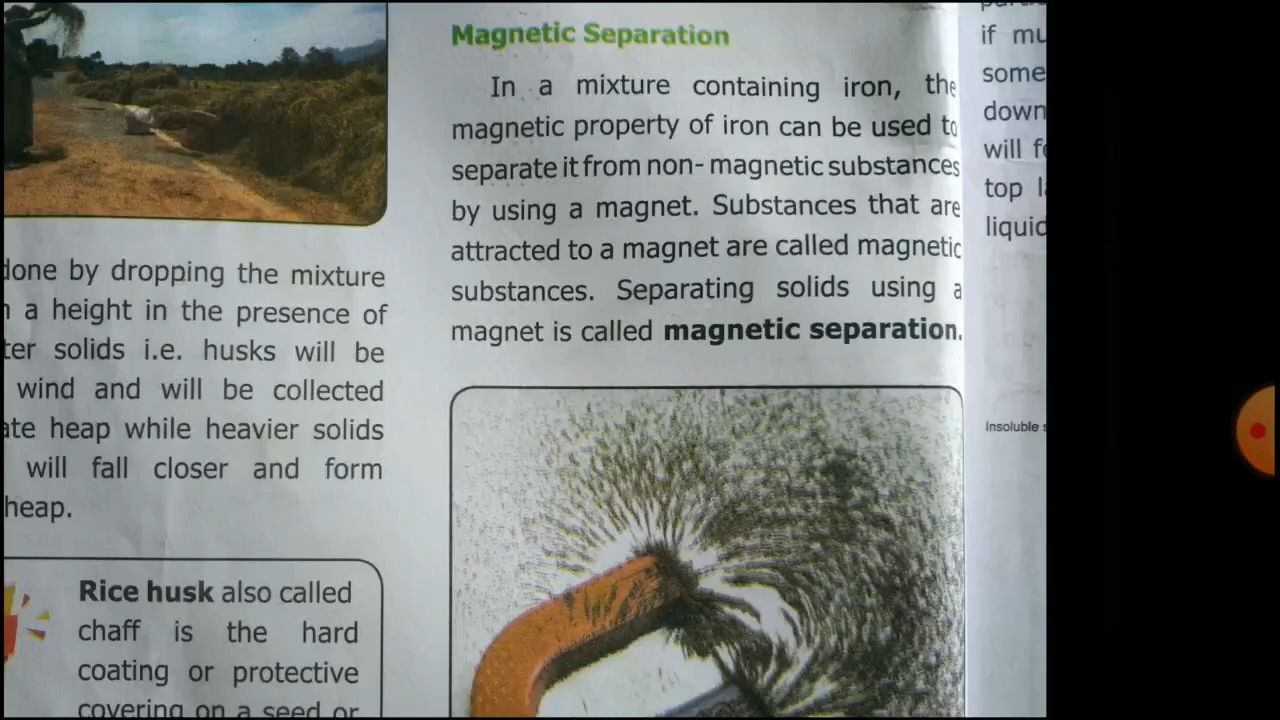 done by dropping the mixture
a height in the presence of
solids i.e. husks will be
wind and will be collected
heap while heavier solids
will fall closer and form
heap.
Rice husk also called
chaff is the hard
coating or protective
covering on a seed or
Magnetic Separation
In a mixture containing iron, the
magnetic property of iron can be used to
separate it from non- magnetic substances
by using a magnet. Substances that are
attracted to a magnet are called magnetic
substances. Separating solids using a
magnet is called magnetic separation.
if
some
down
will
top
liquid
Insoluble